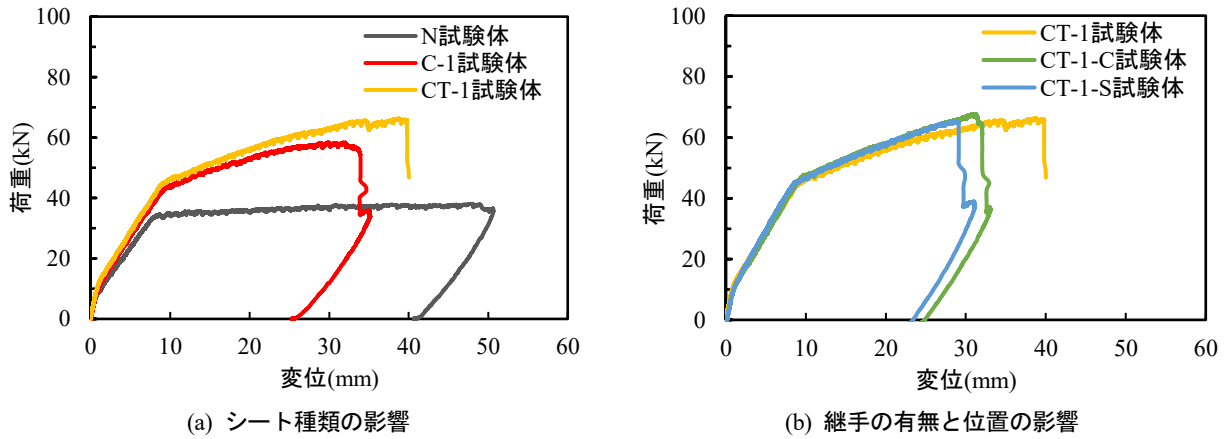 100
80
60
40
20
0
荷重(kN)
0 10 20 30 40 50 60
変位(mm)
N試験体
C-1試験体
CT-1試験体
(a) シート種類の影響
100
80
60
40
20
0
荷重(kN)
0 10 20 30 40 50 60
変位(mm)
CT-1試験体
CT-1-C試験体
CT-1-S試験体
(b) 継手の有無と位置の影響